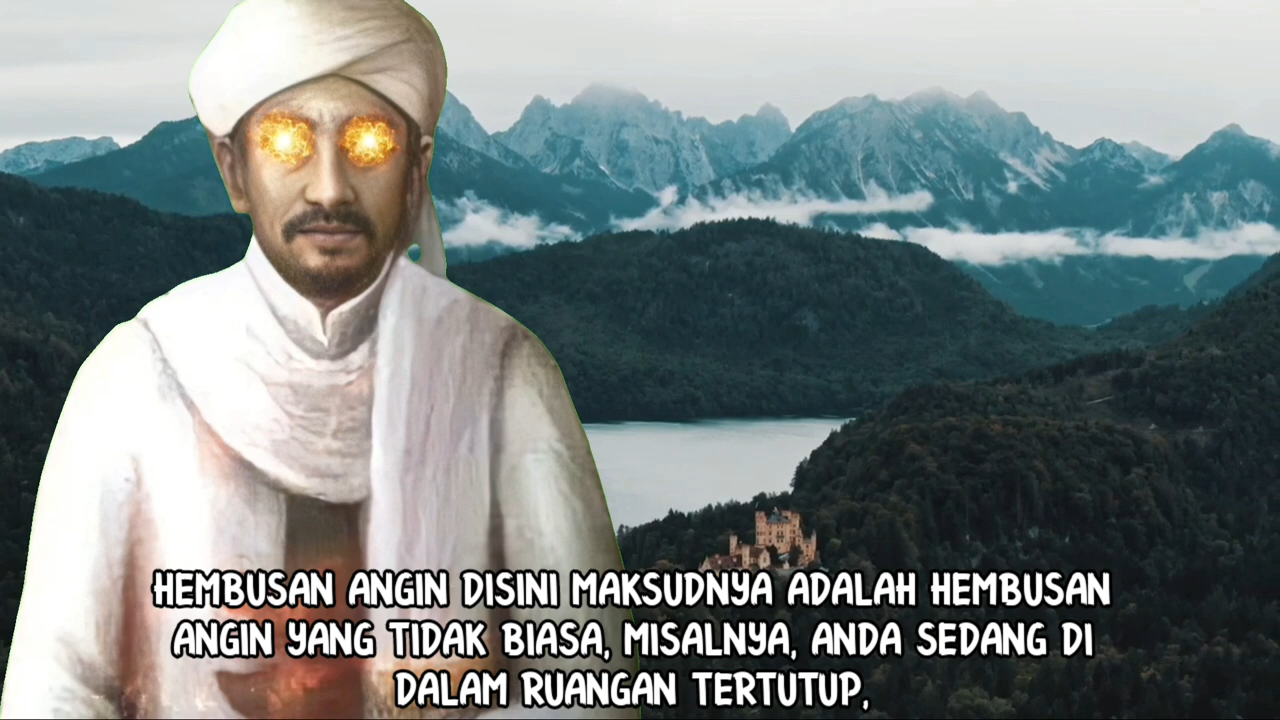 HEMBUSAN ANGIN DISINI MAKSUDNYA ADALAH HEMBUSAN
ANGIN YANG TIDAK BIASA, MISALNYA, ANDA SEDANG DI
DALAM RUANGAN TERTUTUP,